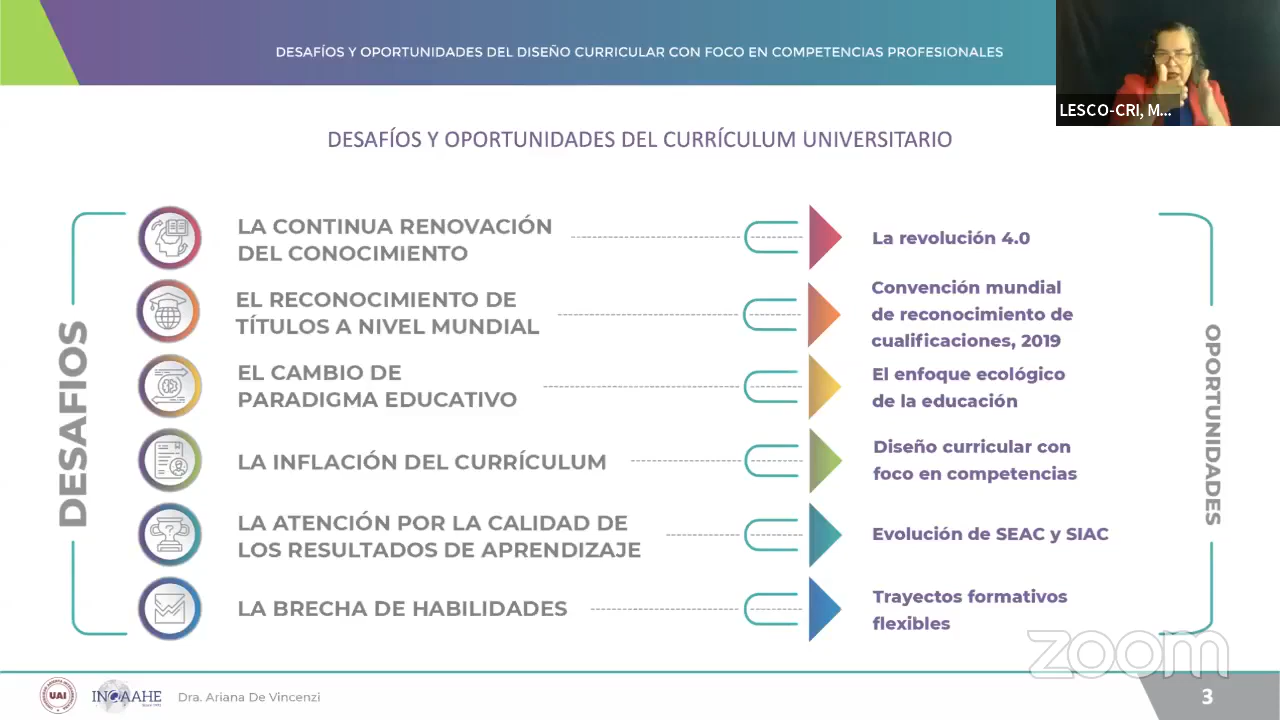 DESAFÍOS Y OPORTUNIDADES DEL DISEÑO CURRICULAR CON FOCO EN COMPETENCIAS PROFESIONALES
LESCO-CRI, M...
DESAFÍOS Y OPORTUNIDADES DEL CURRÍCULUM UNIVERSITARIO
DESAFIOS
LA CONTINUA RENOVACIÓN
DEL CONOCIMIENTO
La revolución 4.0
EL RECONOCIMIENTO DE
TÍTULOS A NIVEL MUNDIAL
Convención mundial
de reconocimiento de
cualificaciones, 2019
EL CAMBIO DE
PARADIGMA EDUCATIVO
El enfoque ecológico
de la educación
LA INFLACIÓN DEL CURRÍCULUM
Diseño curricular con
foco en competencias
LA ATENCIÓN POR LA CALIDAD DE
LOS RESULTADOS DE APRENDIZAJE
Evolución de SEAC y SIAC
LA BRECHA DE HABILIDADES
Trayectos formativos
flexibles
OPORTUNIDADES
zoom
UAI
INQAAHE
Since 1991
Dra. Ariana De Vincenzi
3